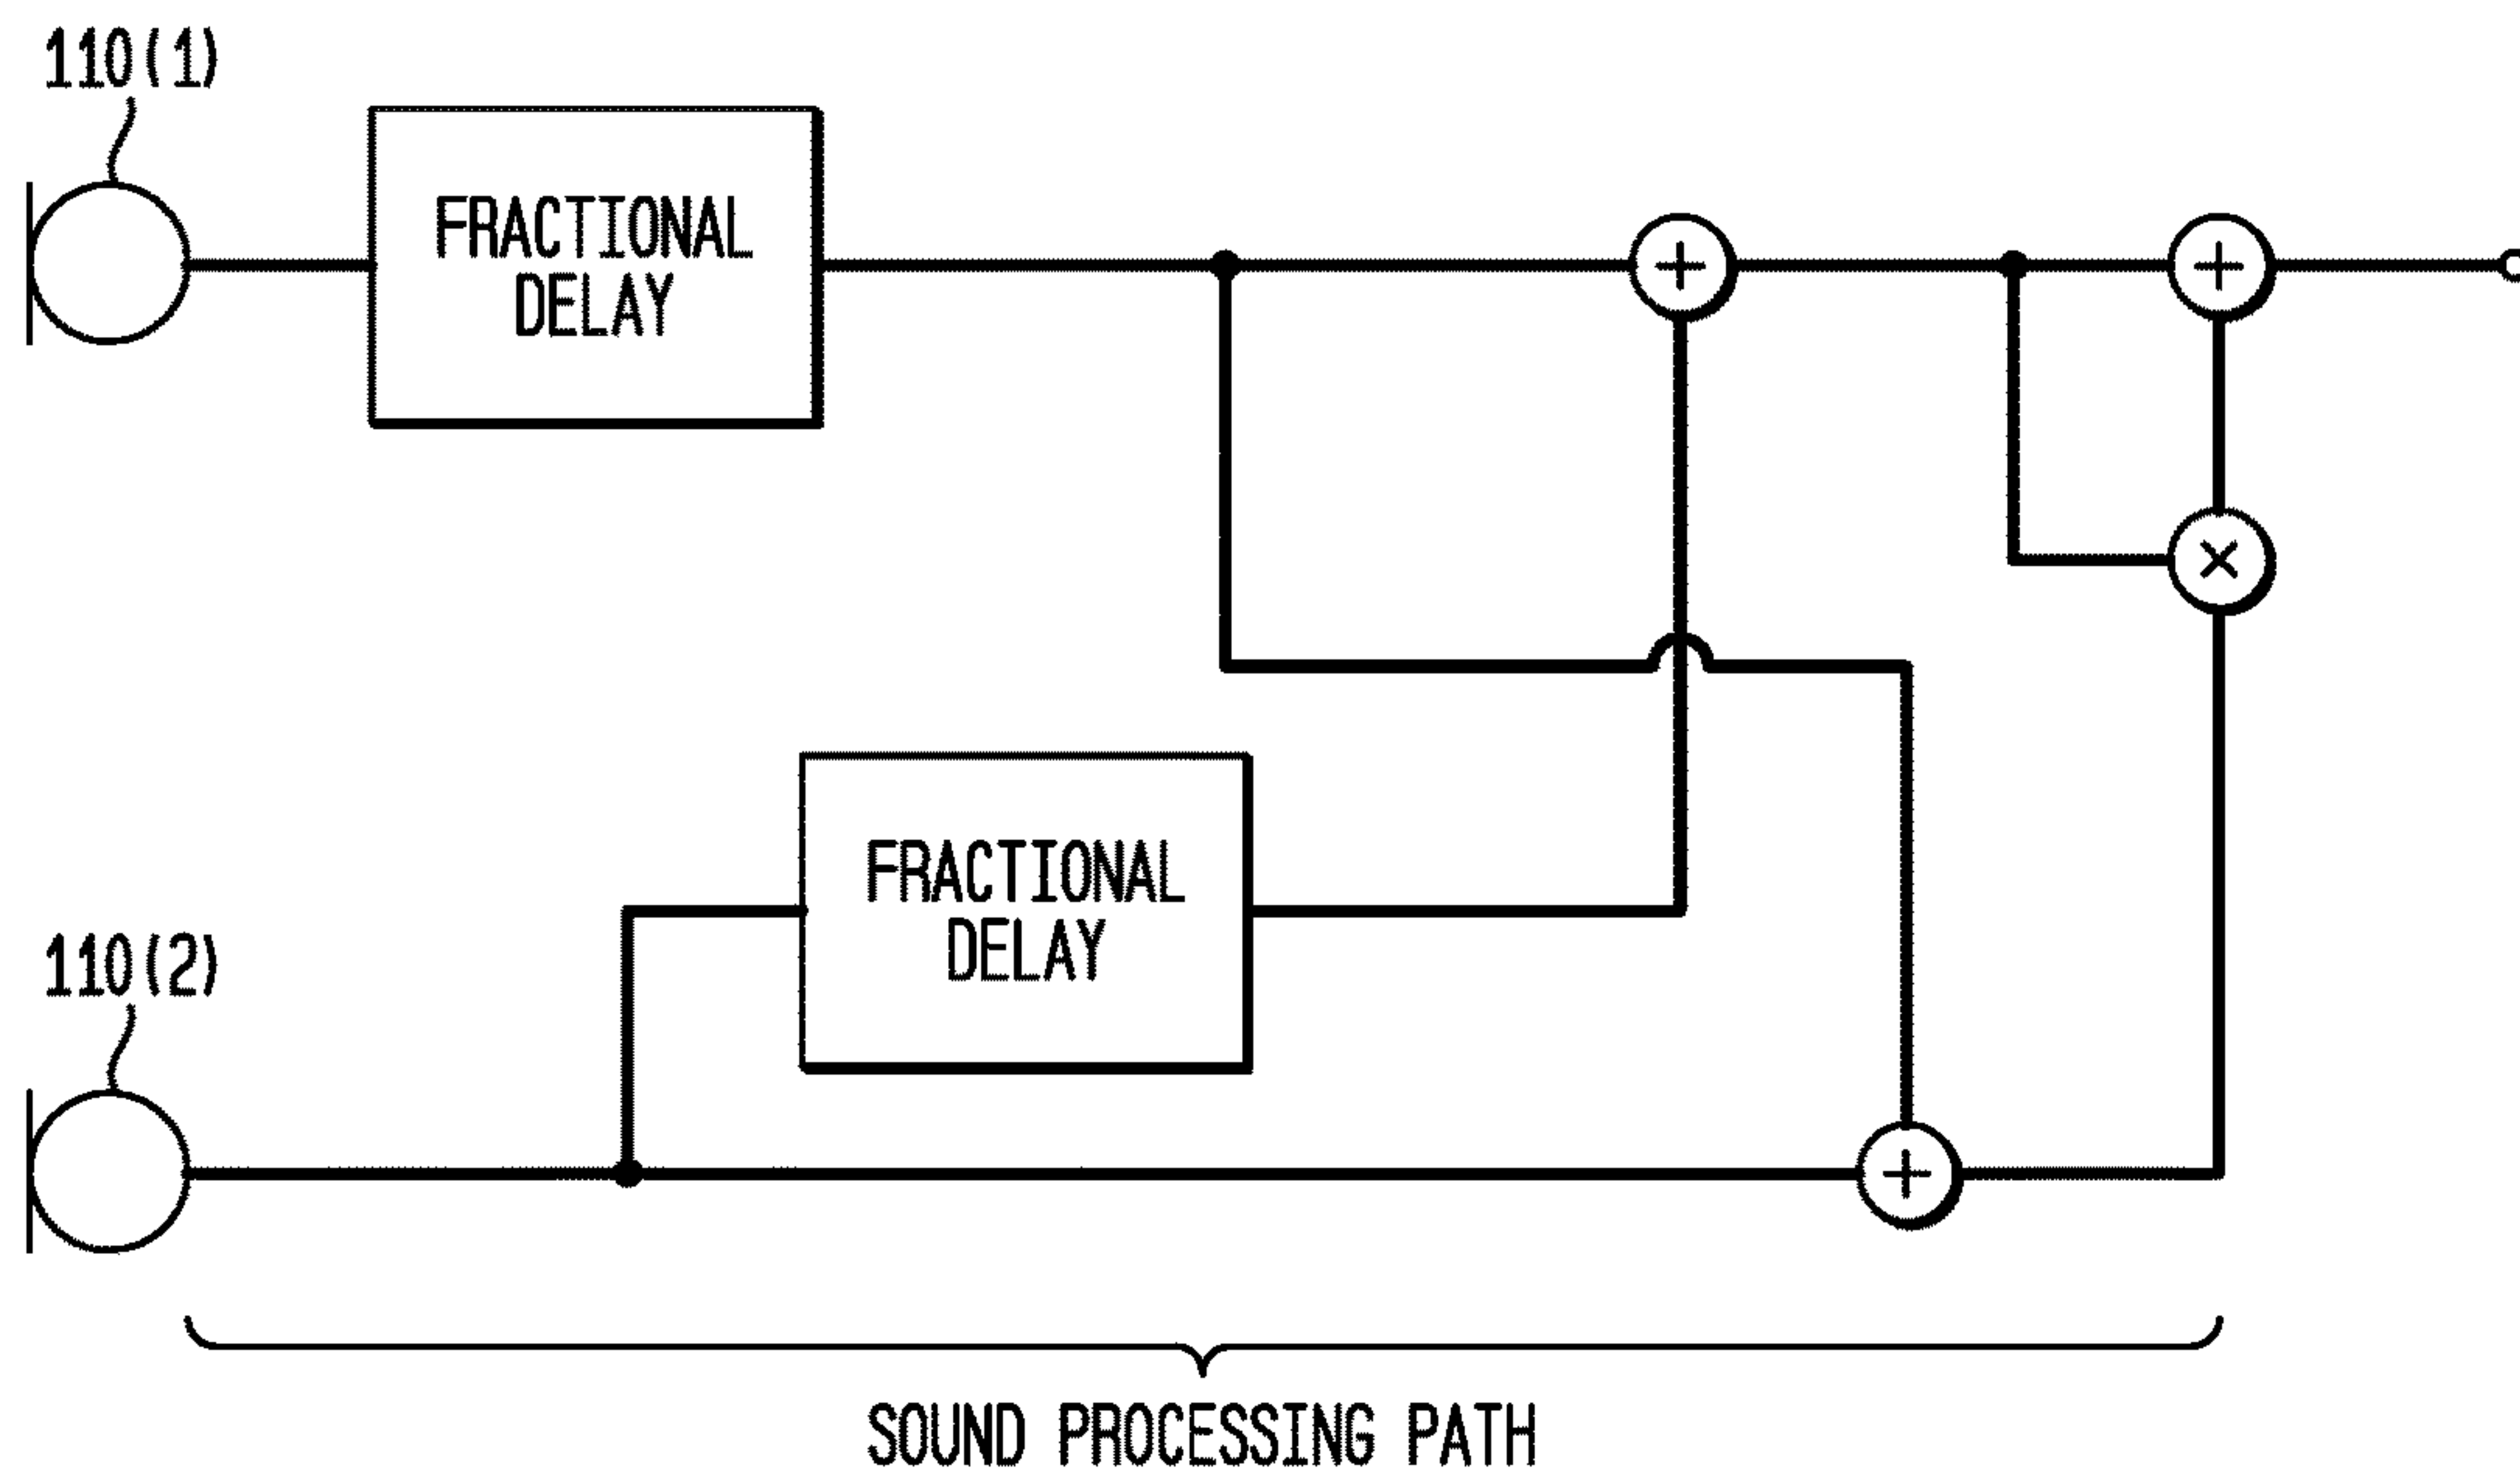 110(1)
FRACTIONAL
DELAY
+
+
×
FRACTIONAL
DELAY
110(2)
+
SOUND PROCESSING PATH